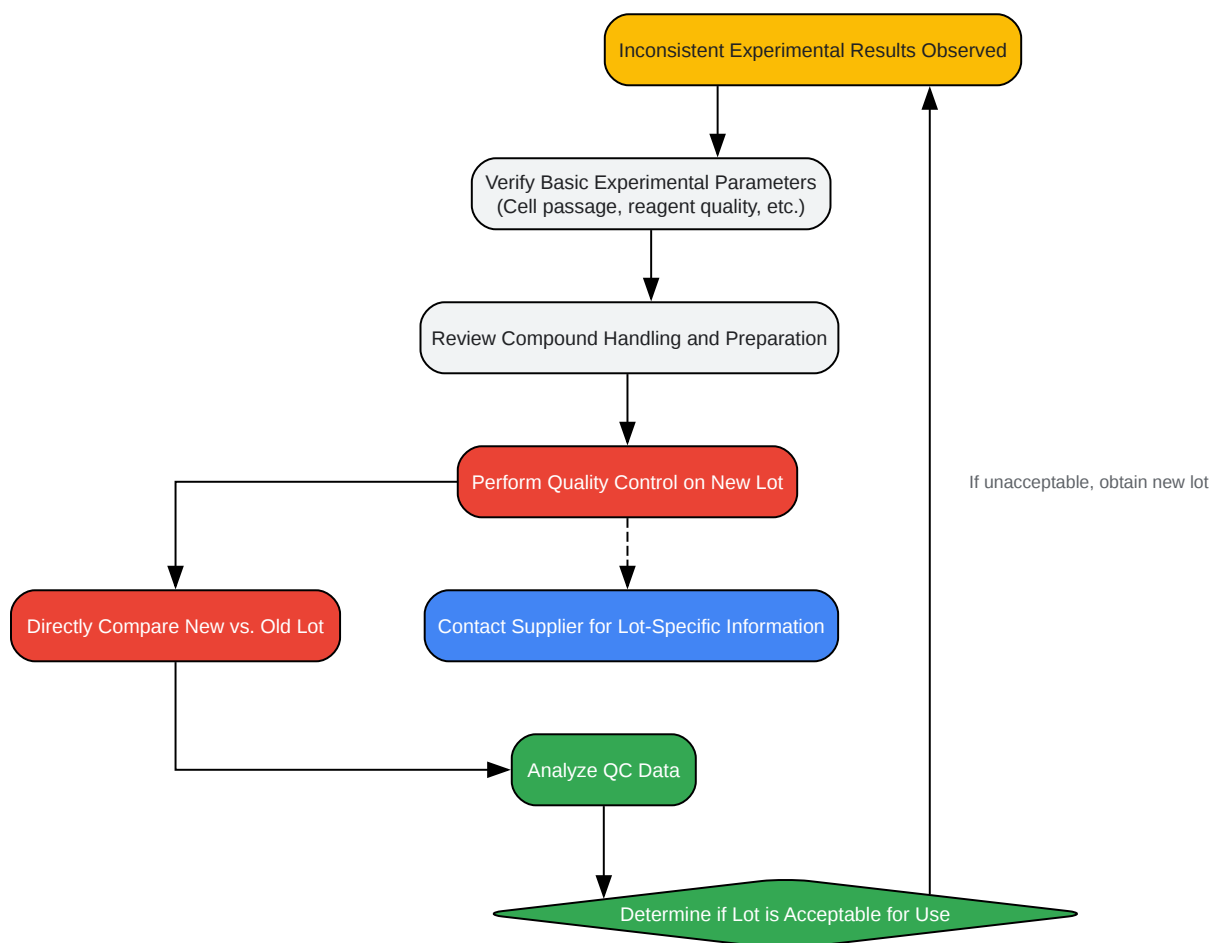 Inconsistent Experimental Results Observed
Verify Basic Experimental Parameters
(Cell passage, reagent quality, etc.)
Review Compound Handling and Preparation
Perform Quality Control on New Lot
If unacceptable, obtain new lot
Directly Compare New vs. Old Lot
Contact Supplier for Lot-Specific Information
Analyze QC Data
Determine if Lot is Acceptable for Use